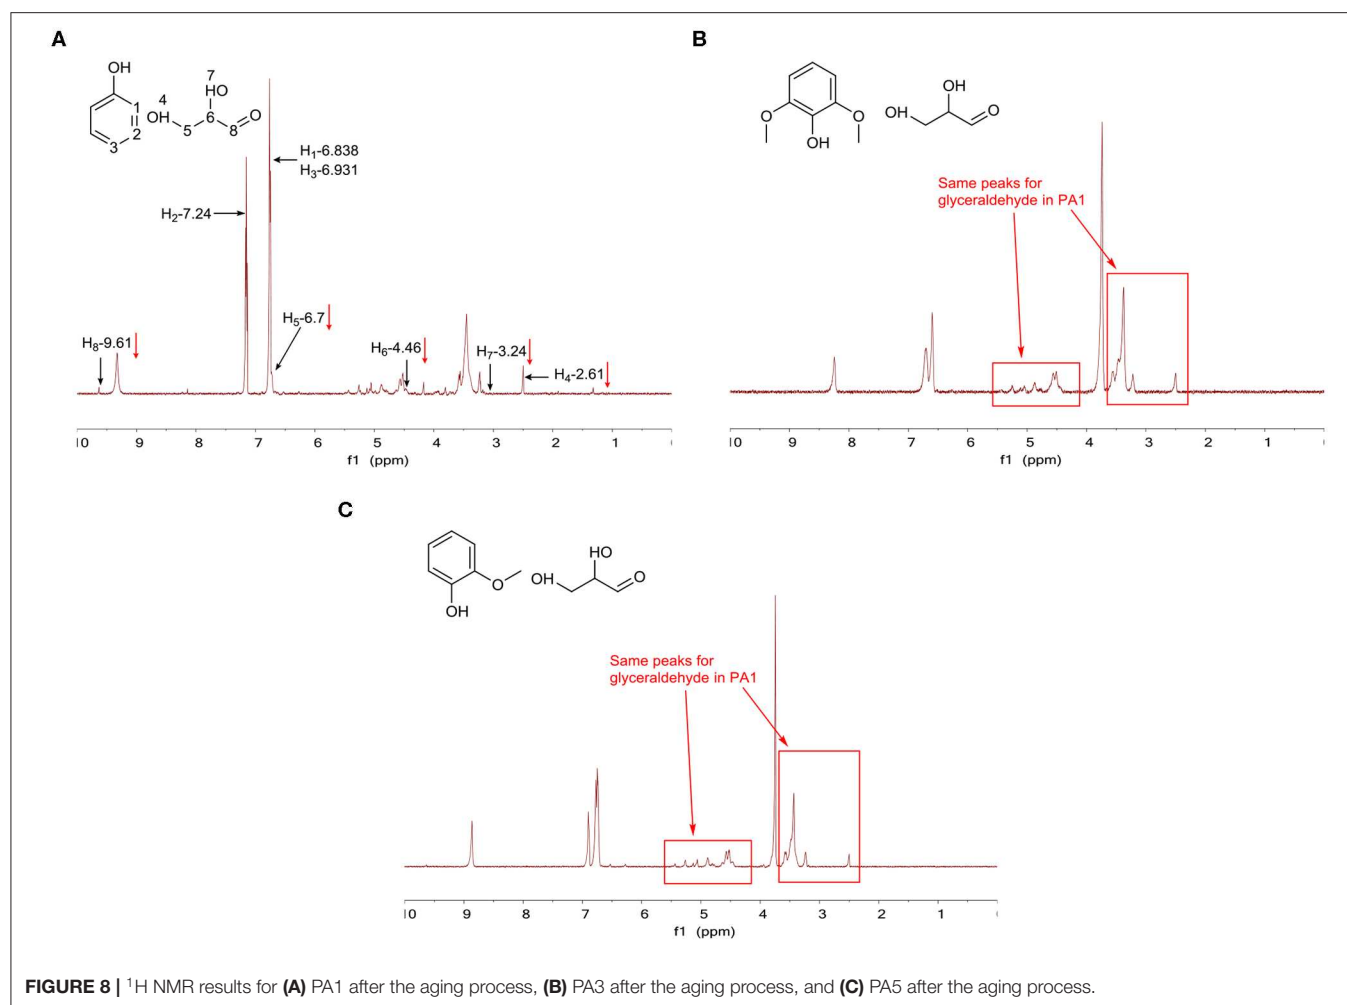 A
OH
7
HO
4
OH
1
6
O
5
8
2
3
H1-6.838
H3-6.931
H2-7.24
H5-6.7
H8-9.61
H6-4.46
H7-3.24
H4-2.61
10 9 8 7 6 5 4 3 2 1
f1 (ppm)
B
OH
HO
O
O
O
OH
Same peaks for
glyceraldehyde in PA1
10 9 8 7 6 5 4 3 2 1
f1 (ppm)
C
HO
OH
O
O
OH
Same peaks for
glyceraldehyde in PA1
10 9 8 7 6 5 4 3 2 1
f1 (ppm)
FIGURE 8 | ¹H NMR results for (A) PA1 after the aging process, (B) PA3 after the aging process, and (C) PA5 after the aging process.